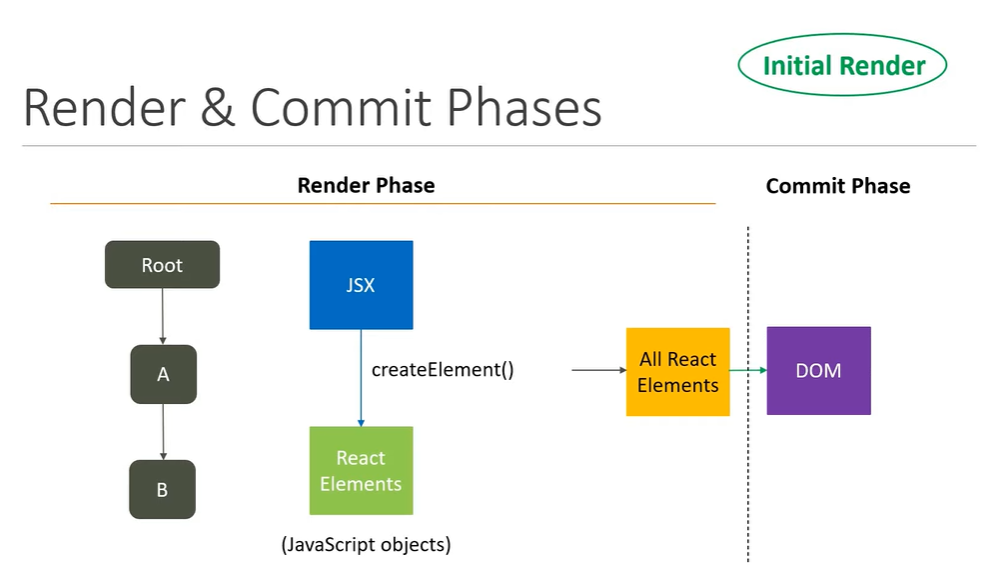 Initial Render
Render & Commit Phases
Render Phase
Commit Phase
Root
A
B
JSX
createElement()
React
Elements
(JavaScript objects)
All React
Elements
DOM